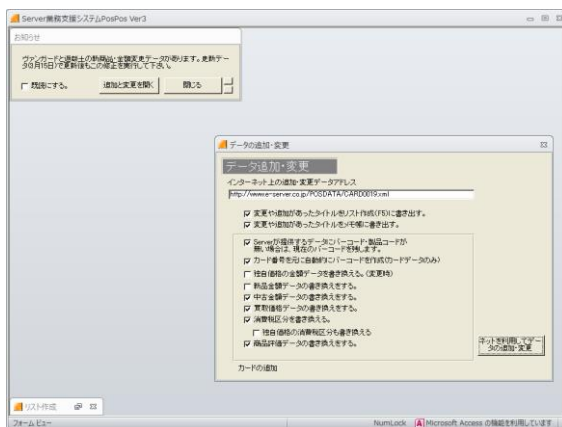 Server業務支援システムPosPos Ver3
お知らせ
ヴァンガードと遊戯士の新商品・金額変更データがあります。更新デー
タ(3月15日)で更新後もこの修正を実行して下さい。
既読にする。
追加と変更を開く
閉じる
データの追加・変更
データ追加・変更
インターネット上の追加・変更データアドレス
http://www.e-server.co.jp/POSDATA/CARD0819.xml
変更や追加があったタイトルをリスト作成(F5)に書き出す。
変更や追加があったタイトルをメモ帳に書き出す。
Serverが提供するデータにバーコード・製品コードが
無い場合は、現在のバーコードを残します。
カード番号を元に自動的にバーコードを作成(カードデータのみ)
独自価格の金額データを書き換える。(変更時)
新品金額データの書き換えをする。
中古金額データの書き換えをする。
買取価格データの書き換えをする。
消費税区分を書き換える。
独自価格の消費税区分も書き換える
商品評価データの書き換えをする。
ネットを利用してデー
タの追加・変更
カードの追加
リスト作成
フォーム ビュー
NumLock
Microsoft Access の機能を利用しています